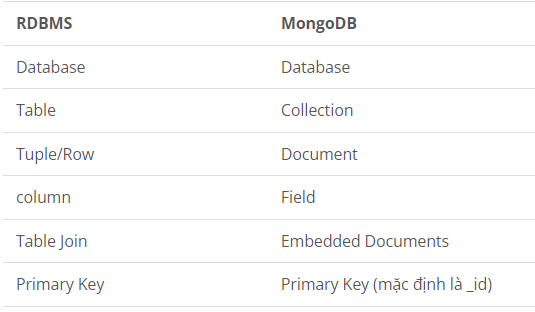 RDBMS MongoDB
Database Database
Table Collection
Tuple/Row Document
column Field
Table Join Embedded Documents
Primary Key Primary Key (mặc định là _id)